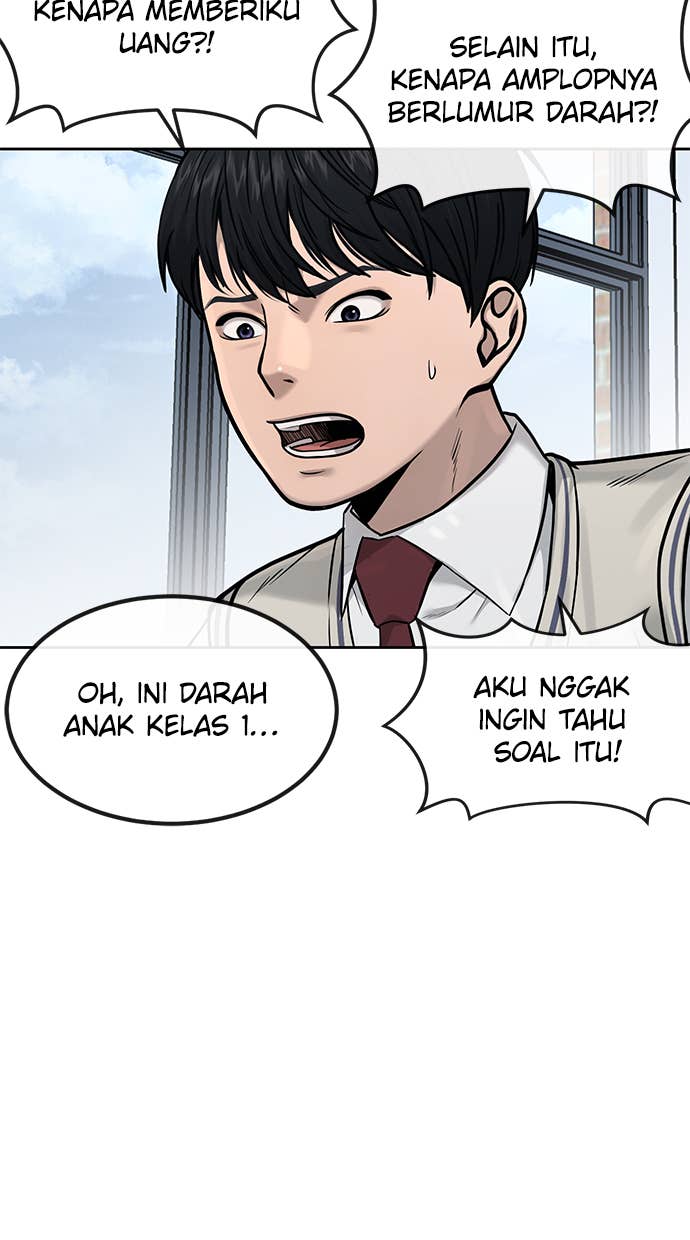 KENAPA MEMBERIKU
UANG?!
SELAIN ITU,
KENAPA AMPLOPNYA
BERLUMUR DARAH?!
OH, INI DARAH
ANAK KELAS 1...
AKU NGGAK
INGIN TAHU
SOAL ITU!